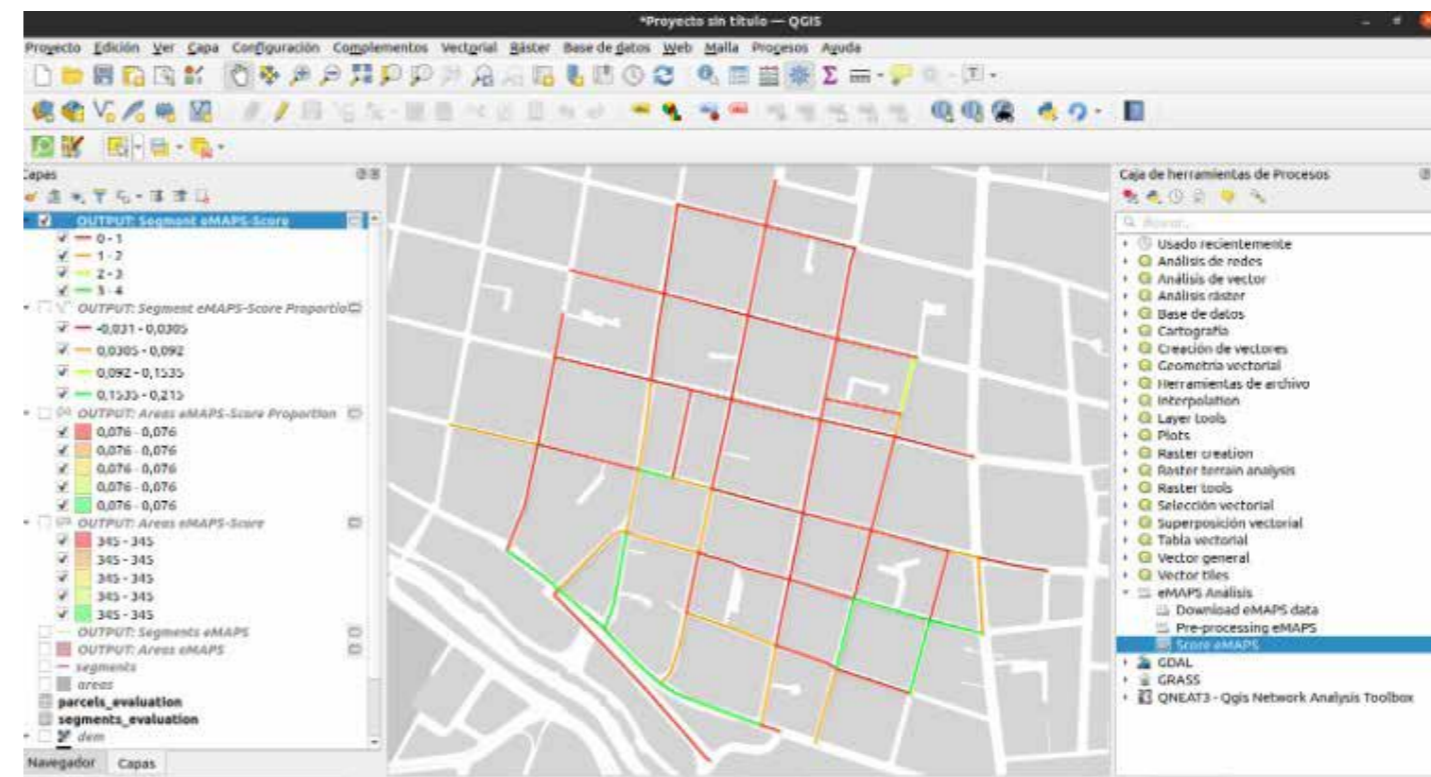 *Proyecto sin título — QGIS
Proyecto Edición Ver Capa Configuración Complementos Vectorial Ráster Base de datos Web Malla Procesos Ayuda
Capas
OUTPUT: Segment eMAPS-Score
0 - 1
1 - 2
2 - 3
3 - 4
OUTPUT: Segment eMAPS-Score Proportio
-0,031 - 0,0305
0,0305 - 0,092
0,092 - 0,1535
0,1535 - 0,215
OUTPUT: Areas eMAPS-Score Proportion
0,076 - 0,076
0,076 - 0,076
0,076 - 0,076
0,076 - 0,076
0,076 - 0,076
OUTPUT: Areas eMAPS-Score
345 - 345
345 - 345
345 - 345
345 - 345
345 - 345
OUTPUT: Segments eMAPS
OUTPUT: Areas eMAPS
segments
areas
parcels_evaluation
segments_evaluation
dem
Navegador Capas
Caja de herramientas de Procesos
Buscar...
Usado recientemente
Análisis de redes
Análisis de vector
Análisis ráster
Base de datos
Cartografía
Creación de vectores
Geometría vectorial
Herramientas de archivo
Interpolation
Layer tools
Plots
Raster creation
Raster terrain analysis
Raster tools
Selección vectorial
Superposición vectorial
Tabla vectorial
Vector general
Vector tiles
eMAPS Análisis
Download eMAPS data
Pre-processing eMAPS
Score eMAPS
GDAL
GRASS
QNEAT3 - Qgis Network Analysis Toolbox